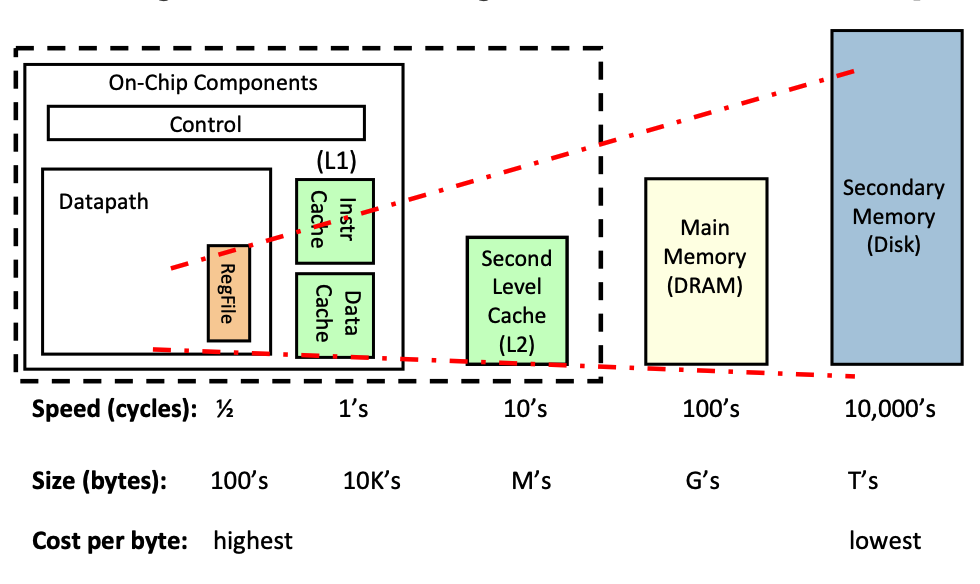 On-Chip Components
Control
(L1)
Datapath
Instr
Cache
RegFile
Data
Cache
Second
Level
Cache
(L2)
Main
Memory
(DRAM)
Secondary
Memory
(Disk)
Speed (cycles): ½ 1's 10's 100's 10,000's
Size (bytes): 100's 10K's M's G's T's
Cost per byte: highest lowest